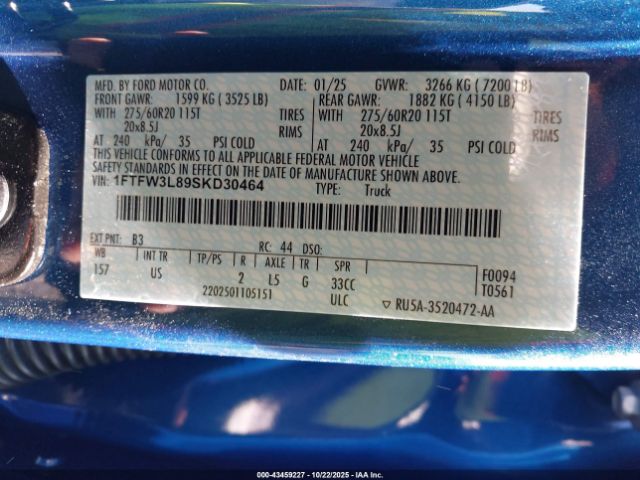 MFD. BY FORD MOTOR CO. DATE: 01/25 GVWR: 3266 KG ( 7200 LB)
FRONT GAWR: 1599 KG ( 3525 LB) REAR GAWR: 1882 KG ( 4150 LB)
WITH 275/60R20 115T TIRES WITH 275/60R20 115T TIRES
20x8.5J RIMS 20x8.5J RIMS
AT 240 kPa/ 35 PSI COLD AT 240 kPa/ 35 PSI COLD
THIS VEHICLE CONFORMS TO ALL APPLICABLE FEDERAL MOTOR VEHICLE
SAFETY STANDARDS IN EFFECT ON THE DATE OF MANUFACTURE SHOWN ABOVE.
VIN: 1FTFW3L89SKD30464 TYPE: Truck
EXT PNT: B3 RC: 44 DSO:
WB INT TR TP/PS R AXLE TR SPR F0094
157 US 2 L5 G 33CC T0561
2202501105151 ULC ▽ RU5A-3520472-AA
000-43459227 - 10/22/2025 - IAAI, Inc.